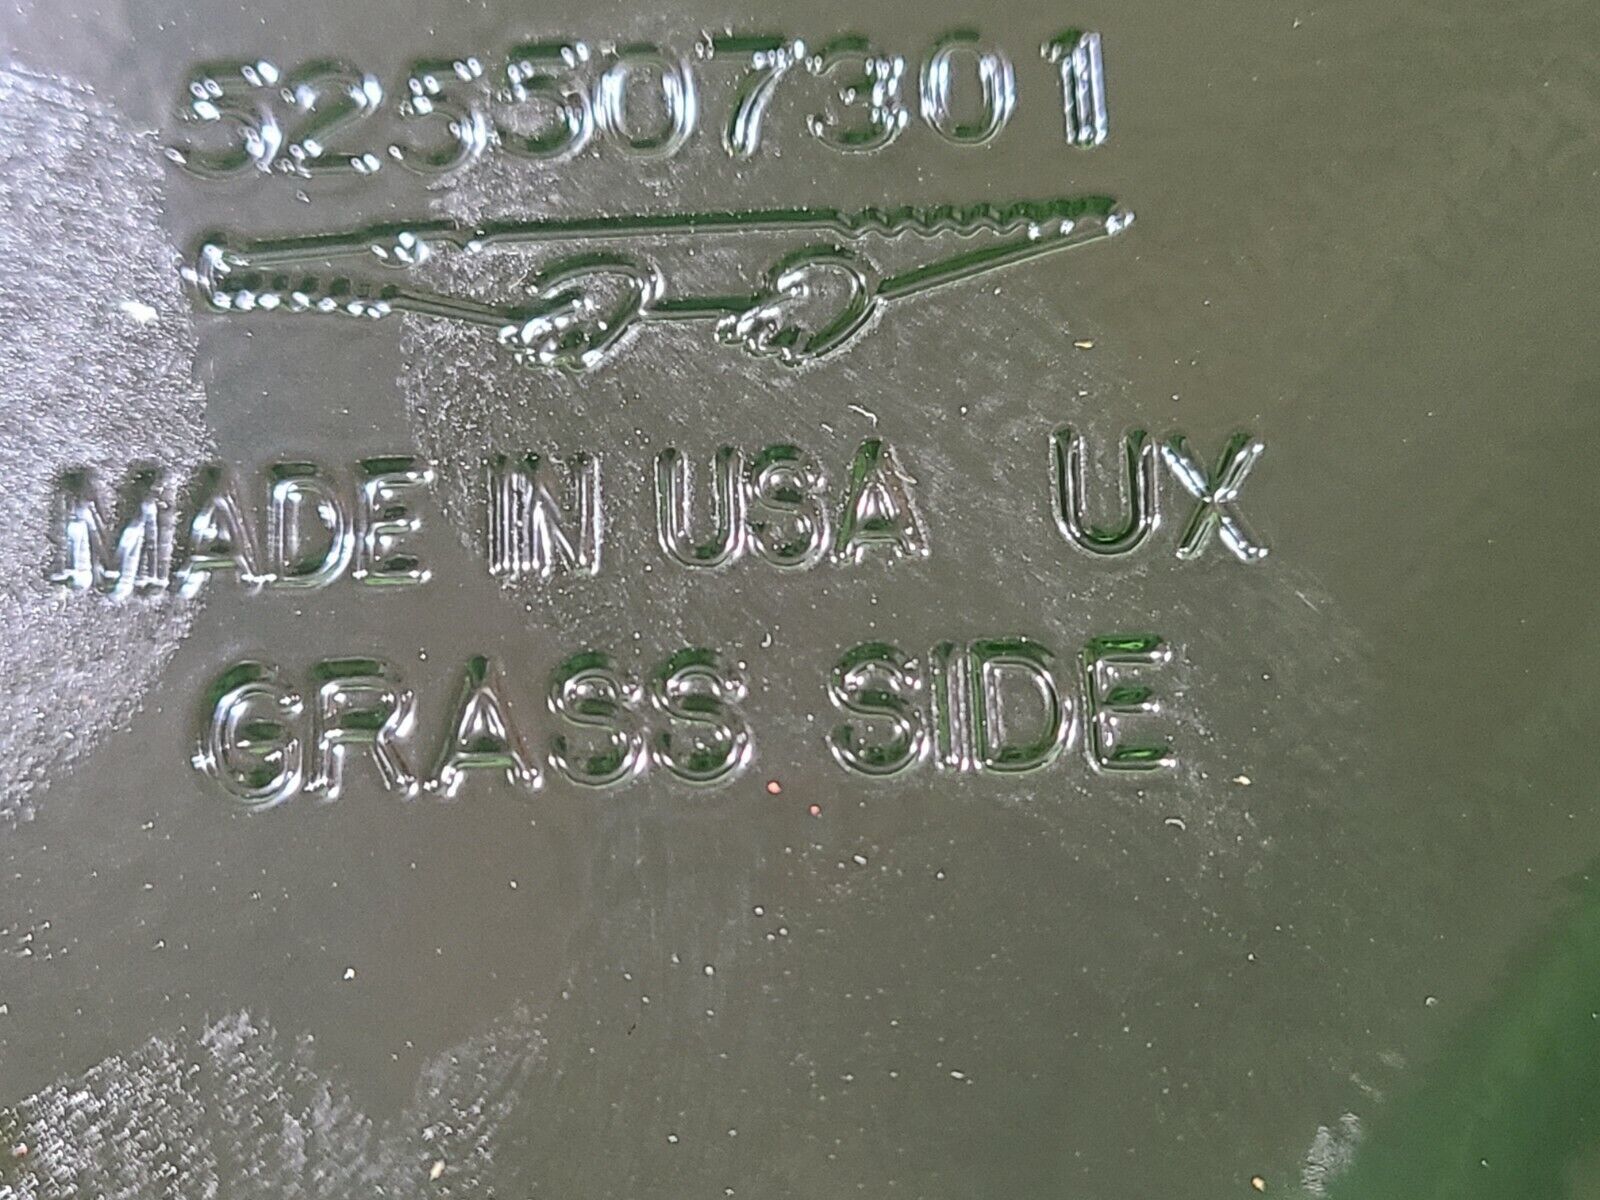 525507301
MADE IN USA UX
GRASS SIDE